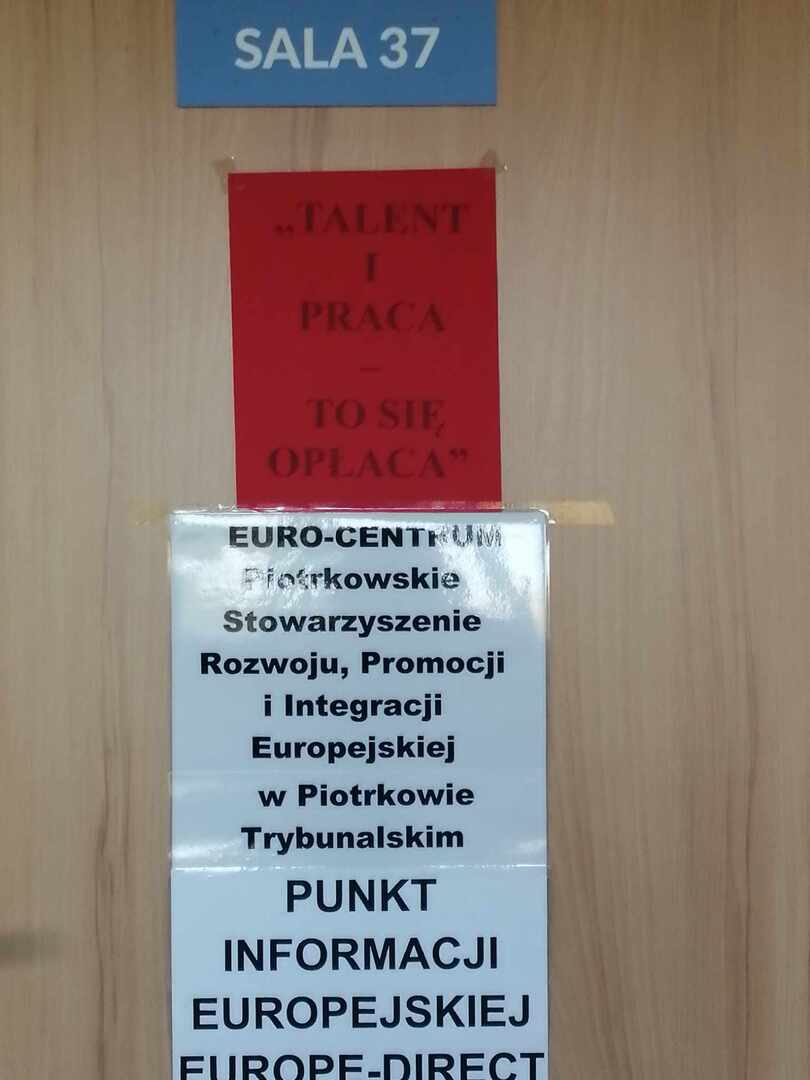 SALA 37
„TALENT
I
PRACA
–
TO SIĘ
OPŁACA”
EURO-CENTRUM
Piotrkowskie
Stowarzyszenie
Rozwoju, Promocji
i Integracji
Europejskiej
w Piotrkowie
Trybunalskim
PUNKT
INFORMACJI
EUROPEJSKIEJ
EUROPE-DIRECT